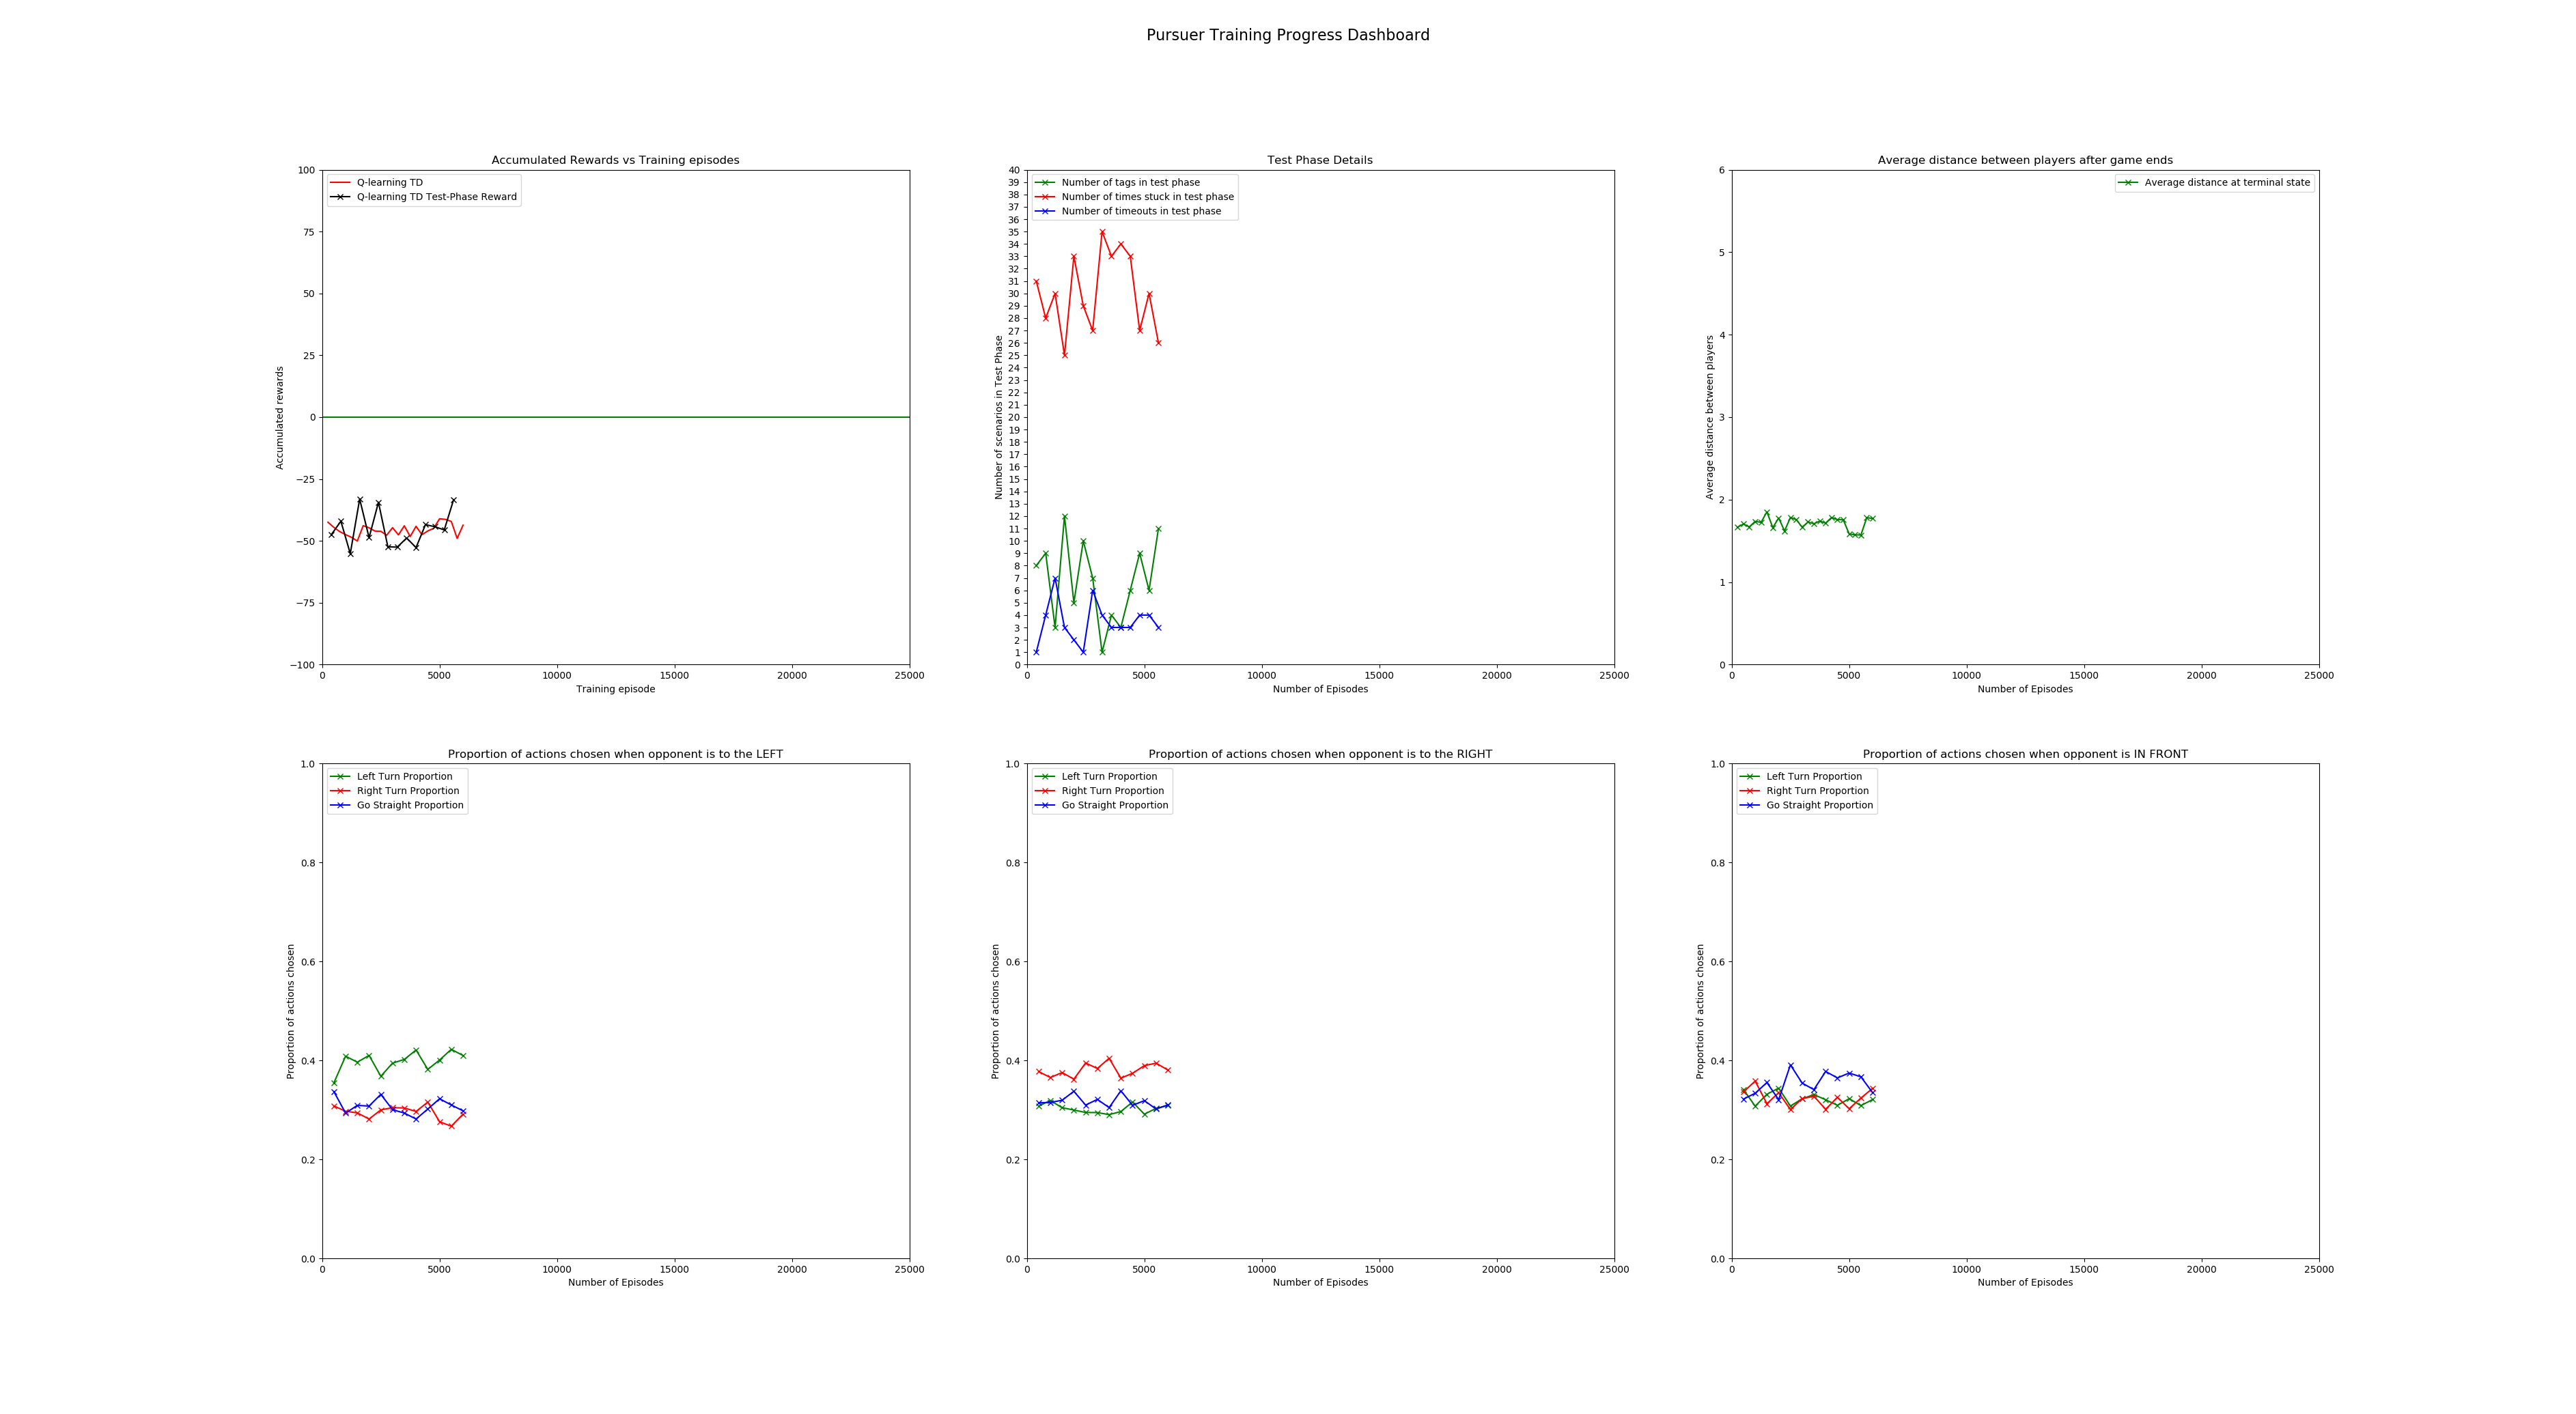 Pursuer Training Progress Dashboard
Accumulated Rewards vs Training episodes
Q-learning TD
Q-learning TD Test-Phase Reward
100
75
50
25
0
−25
−50
−75
−100
Accumulated rewards
0 5000 10000 15000 20000 25000
Training episode
Test Phase Details
Number of tags in test phase
Number of times stuck in test phase
Number of timeouts in test phase
40
39
38
37
36
35
34
33
32
31
30
29
28
27
26
25
24
23
22
21
20
19
18
17
16
15
14
13
12
11
10
9
8
7
6
5
4
3
2
1
0
Number of scenarios in Test Phase
0 5000 10000 15000 20000 25000
Number of Episodes
Average distance between players after game ends
Average distance at terminal state
6
5
4
3
2
1
0
Average distance between players
0 5000 10000 15000 20000 25000
Number of Episodes
Proportion of actions chosen when opponent is to the LEFT
Left Turn Proportion
Right Turn Proportion
Go Straight Proportion
1.0
0.8
0.6
0.4
0.2
0.0
Proportion of actions chosen
0 5000 10000 15000 20000 25000
Number of Episodes
Proportion of actions chosen when opponent is to the RIGHT
Left Turn Proportion
Right Turn Proportion
Go Straight Proportion
1.0
0.8
0.6
0.4
0.2
0.0
Proportion of actions chosen
0 5000 10000 15000 20000 25000
Number of Episodes
Proportion of actions chosen when opponent is IN FRONT
Left Turn Proportion
Right Turn Proportion
Go Straight Proportion
1.0
0.8
0.6
0.4
0.2
0.0
Proportion of actions chosen
0 5000 10000 15000 20000 25000
Number of Episodes